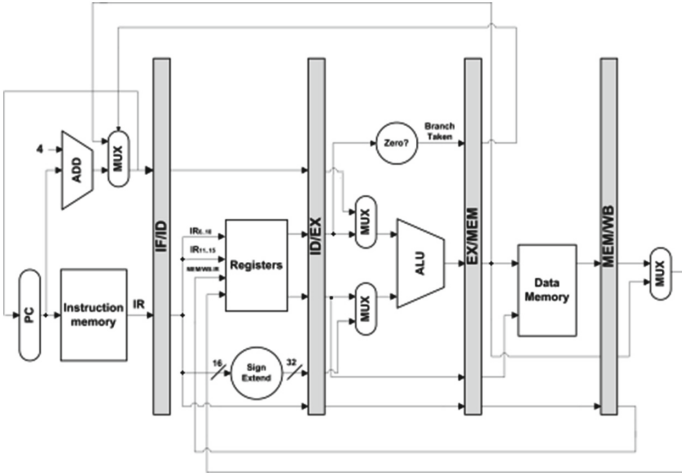 4
ADD
MUX
IF/ID
PC
Instruction
memory
IR
IR6..10
IR11..15
MEM/WB.IR
Registers
16
Sign
Extend
32
ID/EX
MUX
MUX
Zero?
Branch
Taken
ALU
EX/MEM
Data
Memory
MEM/WB
MUX